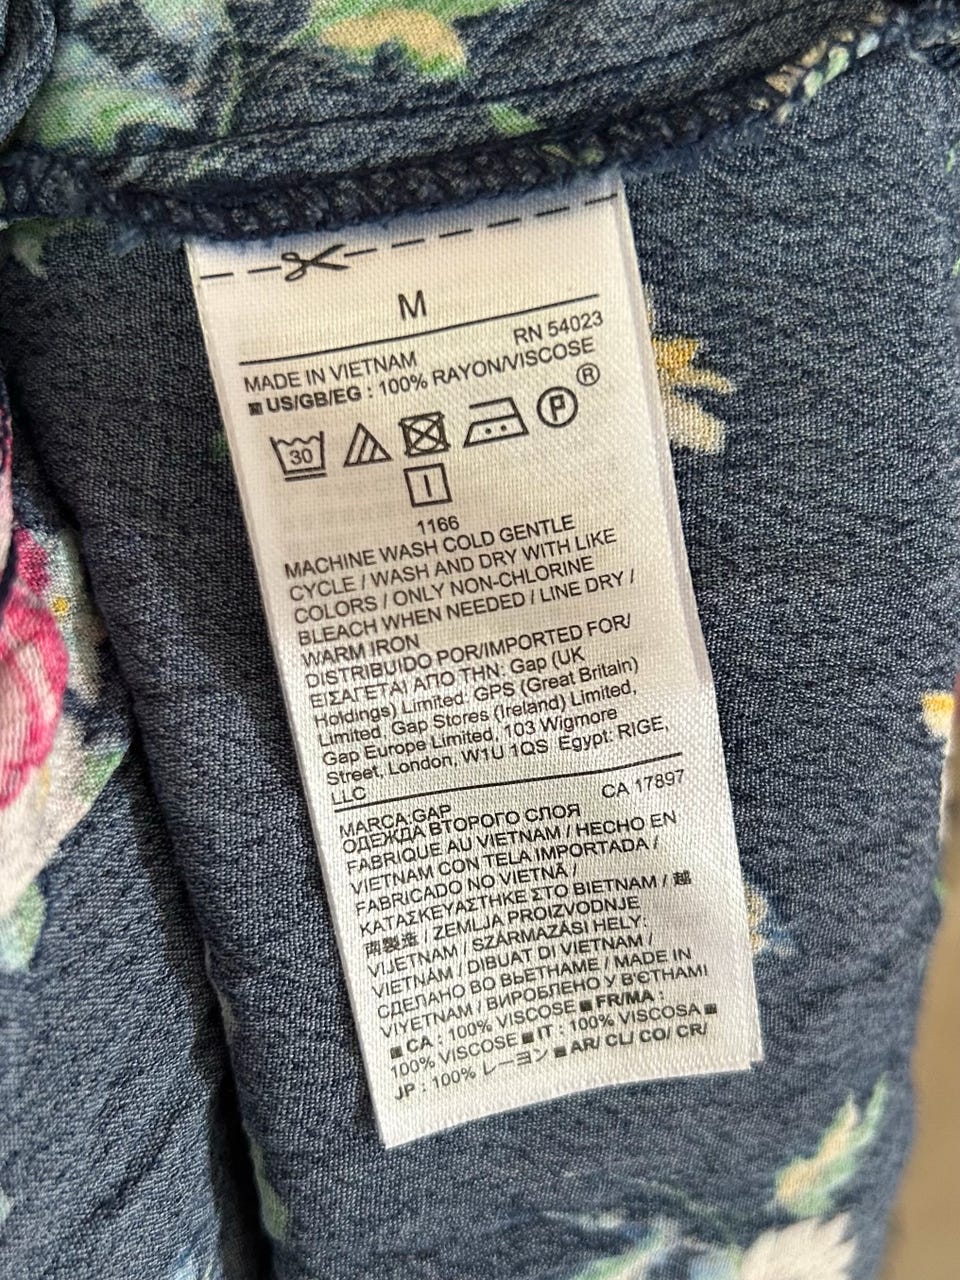 M
RN 54023
MADE IN VIETNAM
US/GB/EG : 100% RAYON/VISCOSE
30 P ®
1166
MACHINE WASH COLD GENTLE
CYCLE / WASH AND DRY WITH LIKE
COLORS / ONLY NON-CHLORINE
BLEACH WHEN NEEDED / LINE DRY /
WARM IRON
DISTRIBUIDO POR/IMPORTED FOR/
ΕΙΣΑΓΕΤΑΙ ΑΠΟ ΤΗΝ: Gap (UK
Holdings) Limited. GPS (Great Britain)
Limited. Gap Stores (Ireland) Limited,
Gap Europe Limited, 103 Wigmore
Street, London, W1U 1QS Egypt: RIGE,
LLC
CA 17897
MARCA:GAP
ОДЕЖДА ВТОРОГО СЛОЯ
FABRIQUE AU VIETNAM / HECHO EN
VIETNAM CON TELA IMPORTADA /
FABRICADO NO VIETNÃ /
ΚΑΤΑΣΚΕΥΑΣΤΗΚΕ ΣΤΟ ΒΙΕΤΝΑΜ / 越
南製造 / ZEMLJA PROIZVODNJE
VIJETNAM / SZÁRMAZÁSI HELY:
VIETNÁM / DIBUAT DI VIETNAM /
СДЕЛАНО ВО ВЬЕТНАМЕ / MADE IN
VIYETNAM / ВИРОБЛЕНО У В'ЄТНАМІ
CA : 100% VISCOSE FR/MA :
100% VISCOSE IT : 100% VISCOSA
JP : 100% レーヨン AR/ CL/ CO/ CR/